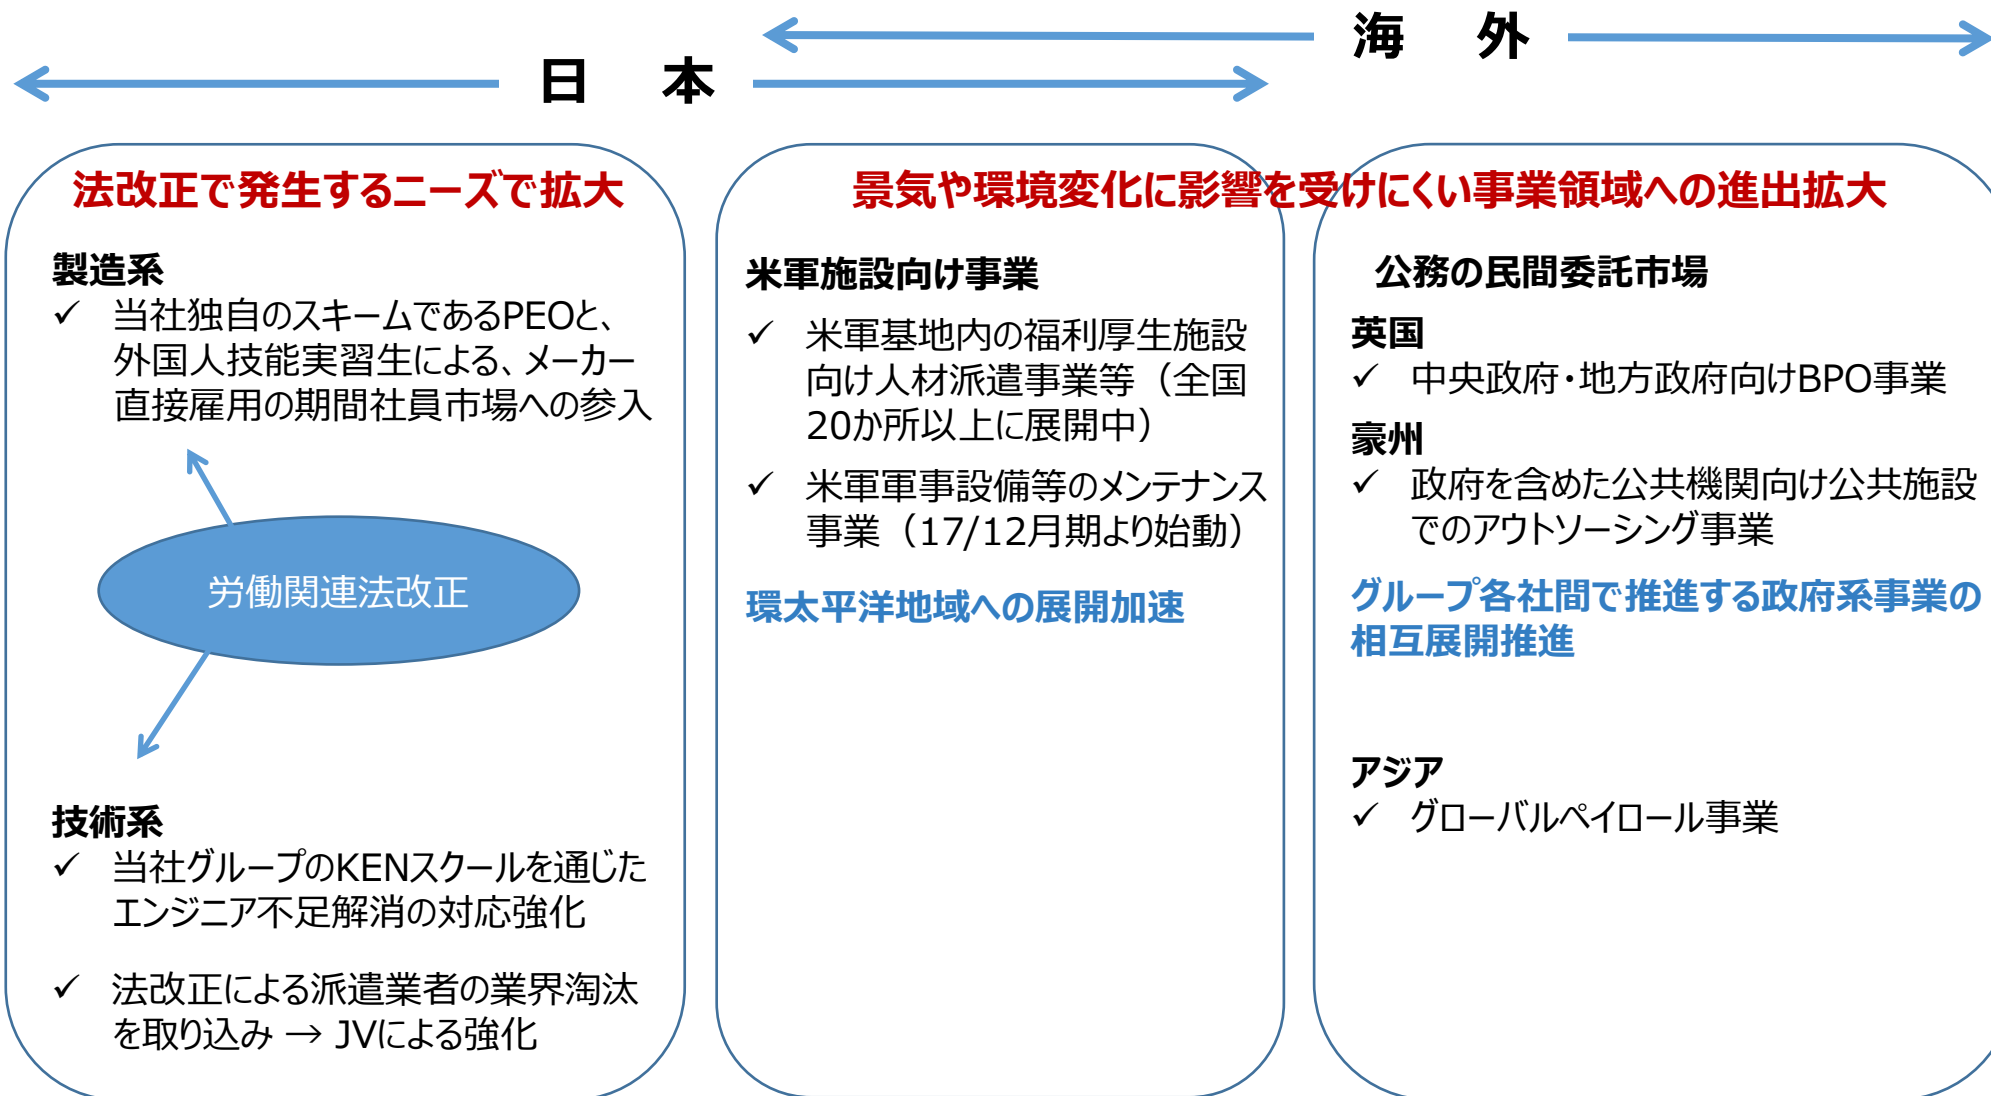 海　外
日　本
法改正で発生するニーズで拡大
製造系
✓ 当社独自のスキームであるPEOと、
外国人技能実習生による、メーカー
直接雇用の期間社員市場への参入
労働関連法改正
技術系
✓ 当社グループのKENスクールを通じた
エンジニア不足解消の対応強化
✓ 法改正による派遣業者の業界淘汰
を取り込み → JVによる強化
景気や環境変化に影響を受けにくい事業領域への進出拡大
米軍施設向け事業
✓ 米軍基地内の福利厚生施設
向け人材派遣事業等（全国
20か所以上に展開中）
✓ 米軍軍事設備等のメンテナンス
事業（17/12月期より始動）
環太平洋地域への展開加速
公務の民間委託市場
英国
✓ 中央政府・地方政府向けBPO事業
豪州
✓ 政府を含めた公共機関向け公共施設
でのアウトソーシング事業
グループ各社間で推進する政府系事業の
相互展開推進
アジア
✓ グローバルペイロール事業